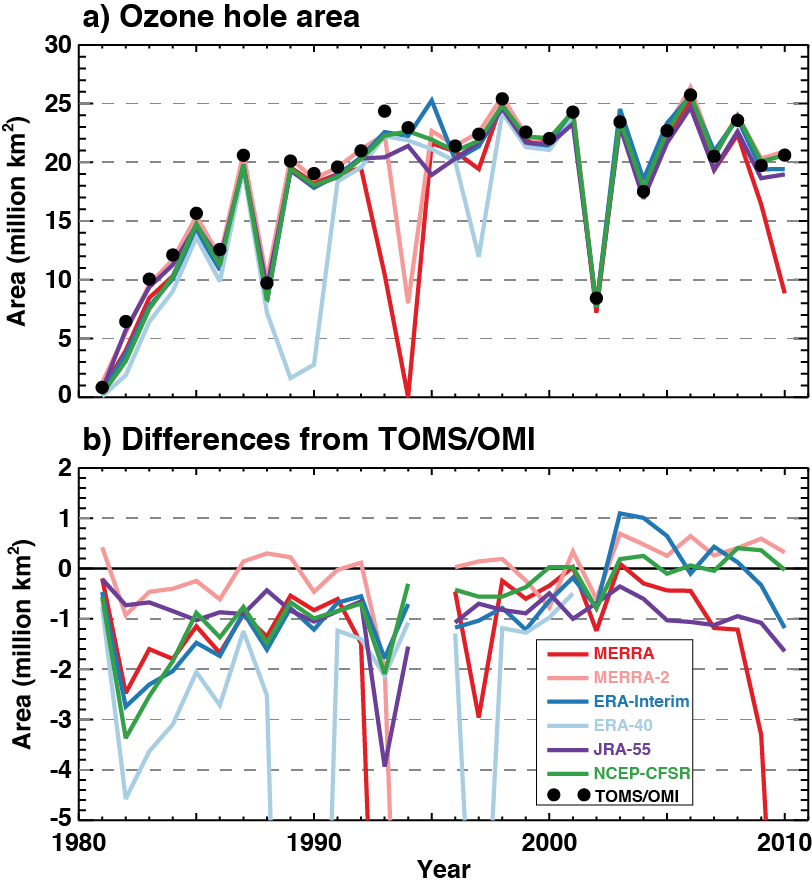 a) Ozone hole area
30
25
20
15
10
5
0
Area (million km²)
b) Differences from TOMS/OMI
2
1
0
-1
-2
-3
-4
-5
Area (million km²)
MERRA
MERRA-2
ERA-Interim
ERA-40
JRA-55
NCEP-CFSR
TOMS/OMI
1980 1990 2000 2010
Year